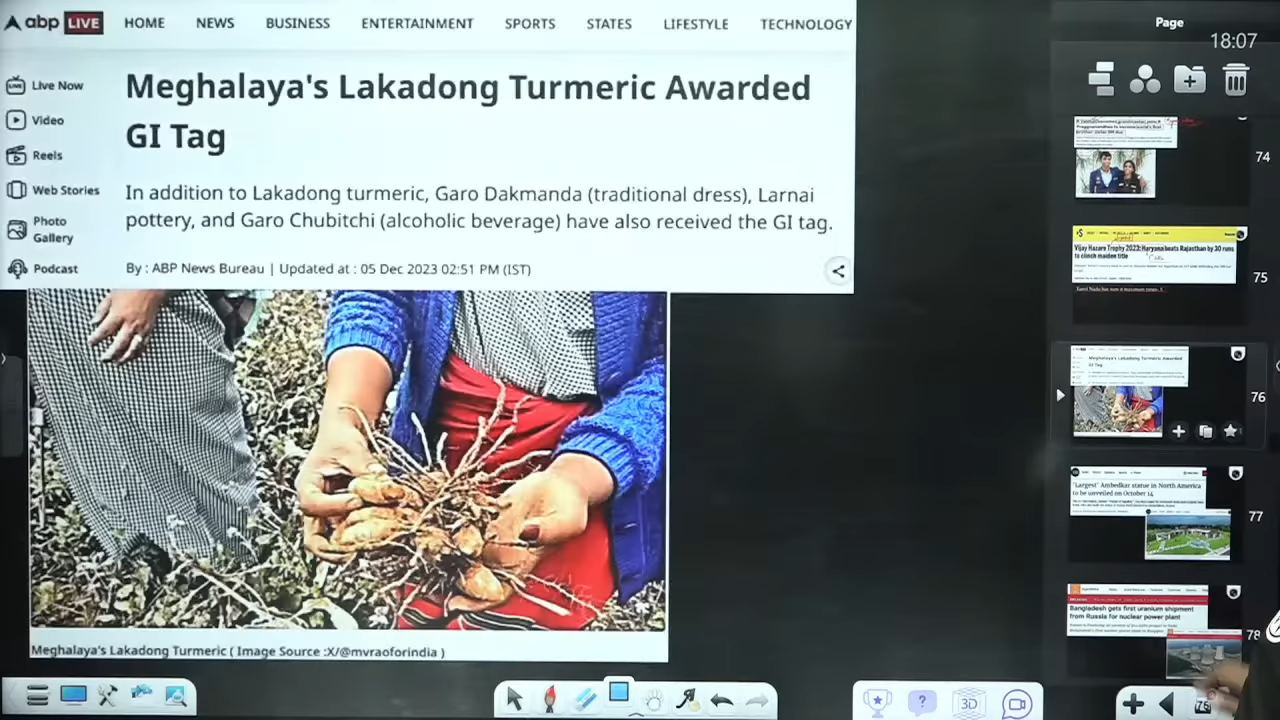 abp LIVE HOME NEWS BUSINESS ENTERTAINMENT SPORTS STATES LIFESTYLE TECHNOLOGY
Live Now
Video
Reels
Web Stories
Photo
Gallery
Podcast
Meghalaya's Lakadong Turmeric Awarded
GI Tag
In addition to Lakadong turmeric, Garo Dakmanda (traditional dress), Larnai
pottery, and Garo Chubitchi (alcoholic beverage) have also received the GI tag.
By : ABP News Bureau | Updated at : 05 Dec 2023 02:51 PM (IST)
Meghalaya's Lakadong Turmeric ( Image Source :X/@mvraoforindia )
Page
18:07
74
Vijay Hazare Trophy 2023: Haryana beats Rajasthan by 30 runs
to clinch maiden title
75
Meghalaya's Lakadong Turmeric Awarded
GI Tag
76
'Largest' Ambedkar statue in North America
to be unveiled on October 14
77
Bangladesh gets first uranium shipment
from Russia for nuclear power plant
78
3D